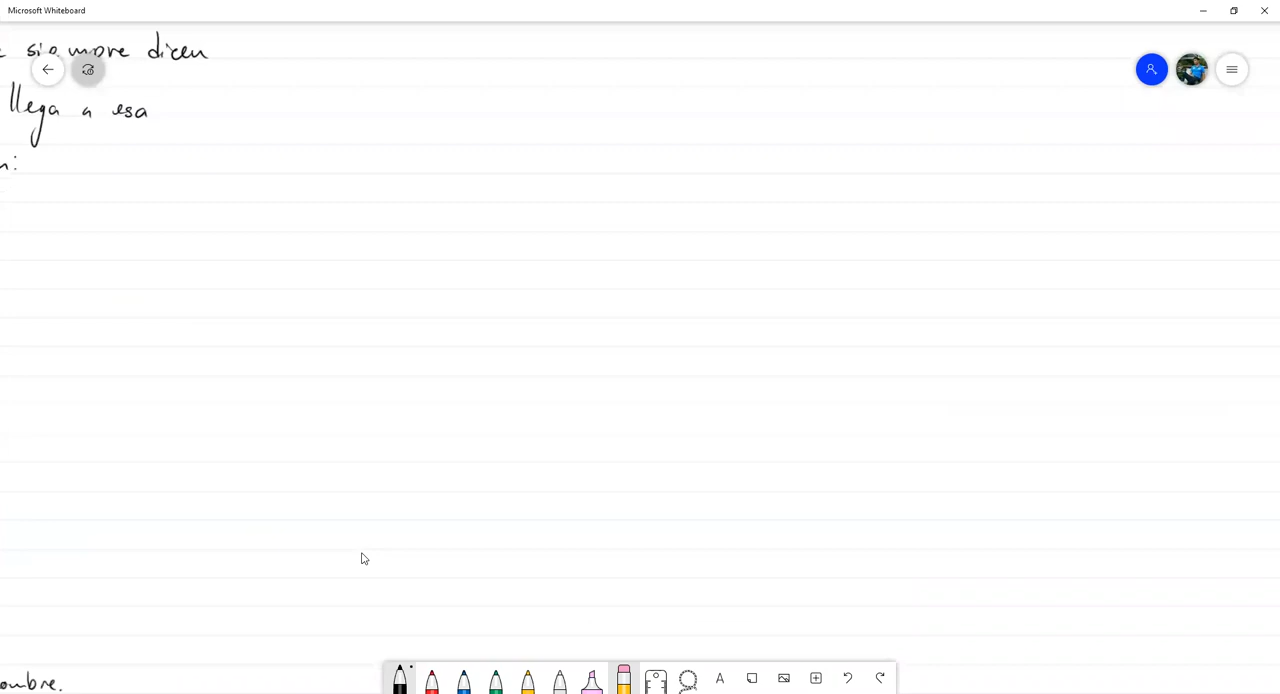 Microsoft Whiteboard
siempre dicen
llega a esa
n:
ombre.
A